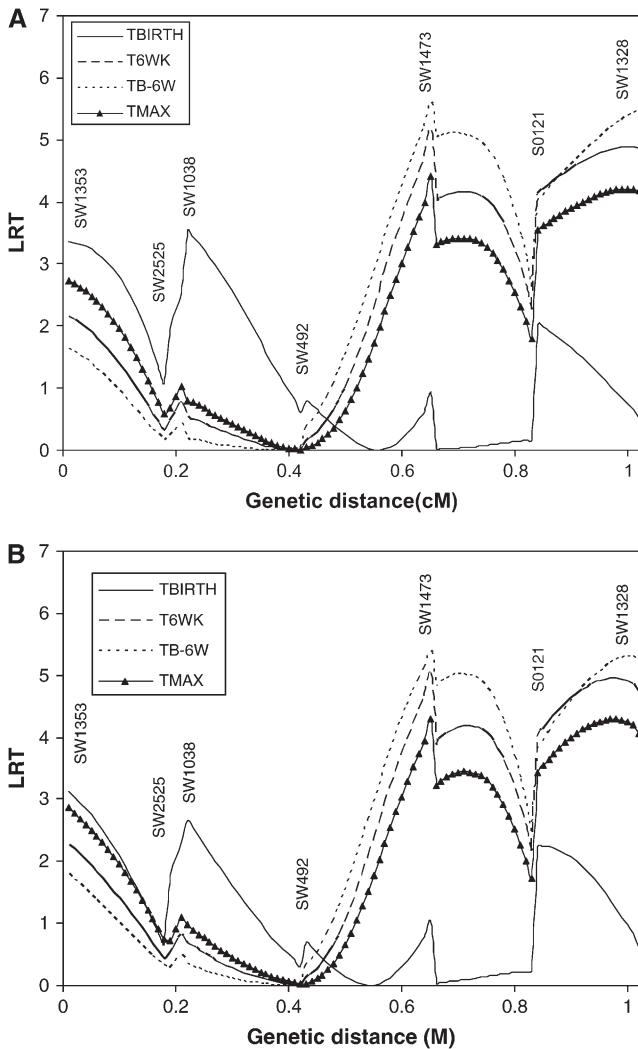 A
7
6
5
4
3
2
1
0
LRT
TBIRTH
T6WK
TB-6W
TMAX
SW1353
SW2525
SW1038
SW492
SW1473
S0121
SW1328
0 0.2 0.4 0.6 0.8 1
Genetic distance(cM)
B
7
6
5
4
3
2
1
0
LRT
TBIRTH
T6WK
TB-6W
TMAX
SW1353
SW2525
SW1038
SW492
SW1473
S0121
SW1328
0 0.2 0.4 0.6 0.8 1
Genetic distance (M)